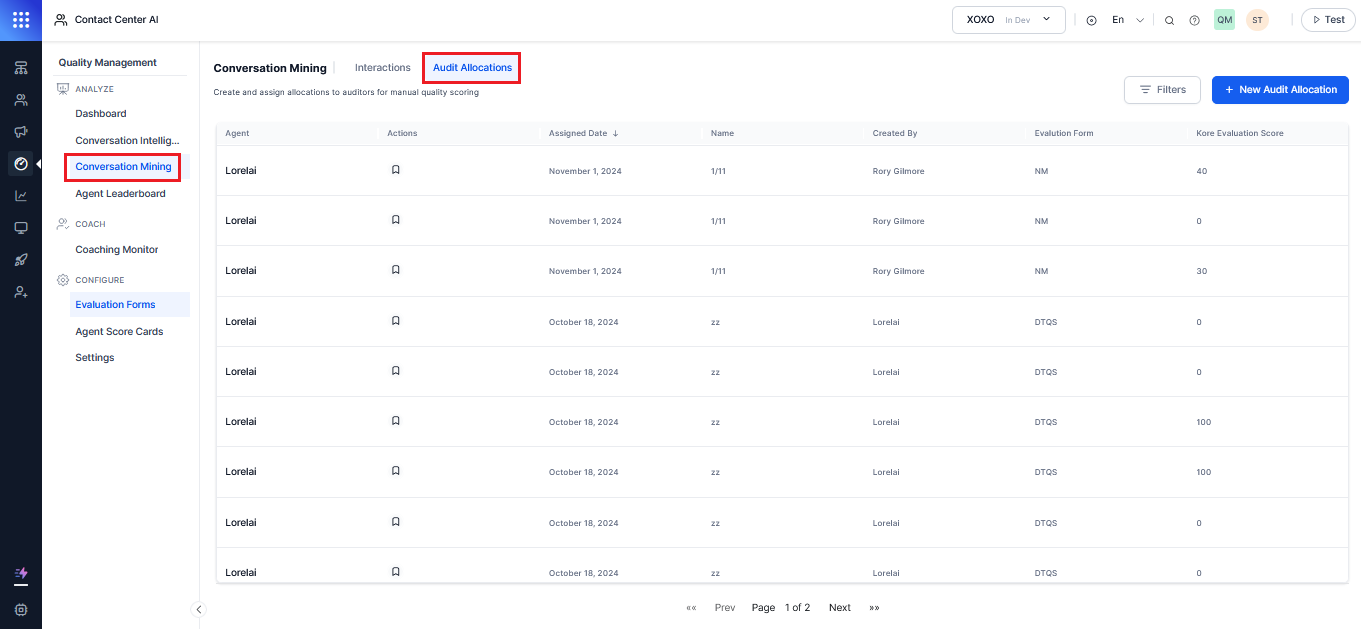 Contact Center AI
XOXO In Dev
En
QM
ST
Test
Quality Management
ANALYZE
Dashboard
Conversation Intellig...
Conversation Mining
Agent Leaderboard
COACH
Coaching Monitor
CONFIGURE
Evaluation Forms
Agent Score Cards
Settings
Conversation Mining Interactions Audit Allocations
Create and assign allocations to auditors for manual quality scoring
Filters
+ New Audit Allocation
Agent Actions Assigned Date ↓ Name Created By Evalution Form Kore Evaluation Score
Lorelai November 1, 2024 1/11 Rory Gilmore NM 40
Lorelai November 1, 2024 1/11 Rory Gilmore NM 0
Lorelai November 1, 2024 1/11 Rory Gilmore NM 30
Lorelai October 18, 2024 zz Lorelai DTQS 0
Lorelai October 18, 2024 zz Lorelai DTQS 0
Lorelai October 18, 2024 zz Lorelai DTQS 100
Lorelai October 18, 2024 zz Lorelai DTQS 100
Lorelai October 18, 2024 zz Lorelai DTQS 0
Lorelai October 18, 2024 zz Lorelai DTQS 0
«« Prev Page 1 of 2 Next »»